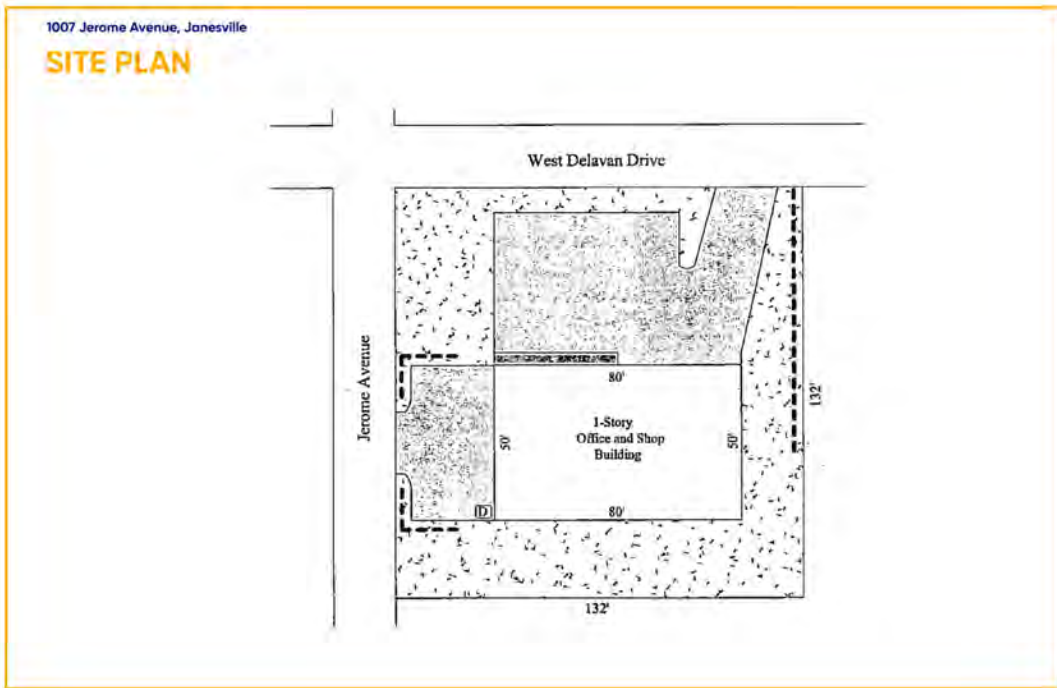 1007 Jerome Avenue, Janesville
SITE PLAN
West Delavan Drive
Jerome Avenue
80'
132'
50'
1-Story
Office and Shop
Building
50'
D
80'
132'